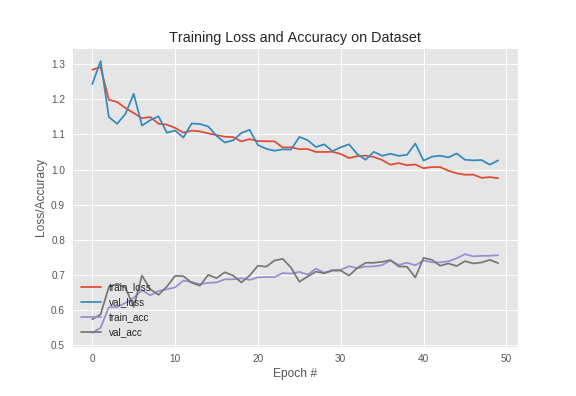 Training Loss and Accuracy on Dataset
1.3
1.2
1.1
1.0
0.9
0.8
0.7
0.6
0.5
Loss/Accuracy
train_loss
val_loss
train_acc
val_acc
0
10
20
30
40
50
Epoch #